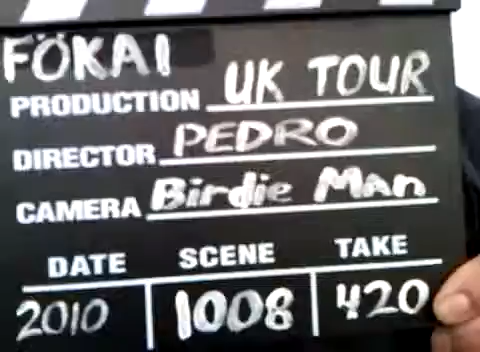 FÖKAI
PRODUCTION UK TOUR
DIRECTOR PEDRO
CAMERA Birdie Man
DATE SCENE TAKE
2010 1008 420